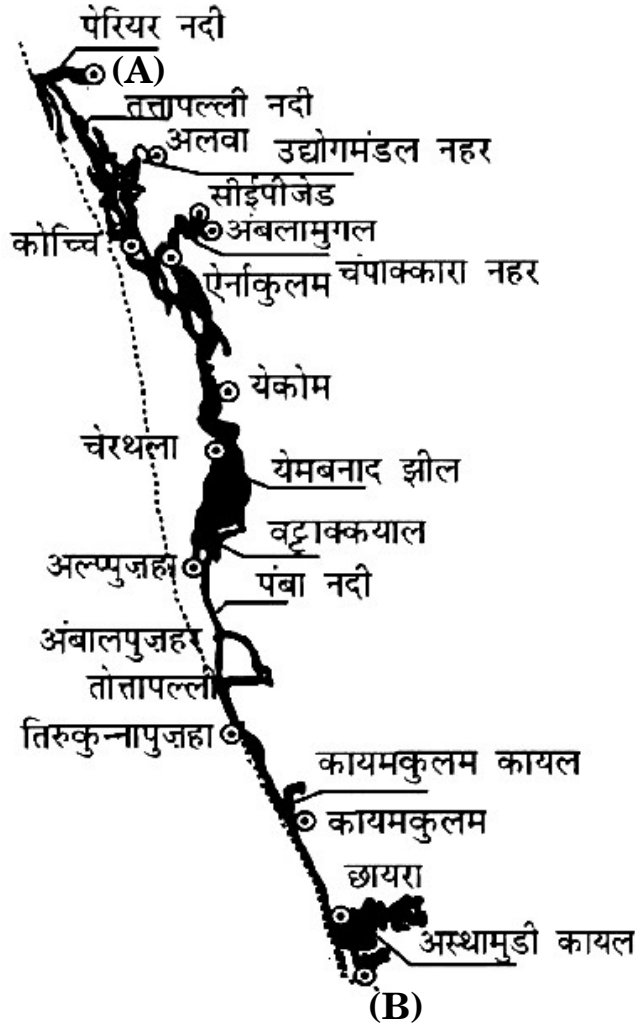 पेरियर नदी
(A)
तत्तापल्ली नदी
अलवा
उद्योगमंडल नहर
सीईपीजेड
अंबलामुगल
कोच्चि
ऐर्नाकुलम
चंपाक्कारा नहर
येकोम
चेरथला
येमबनाद झील
वट्टाक्कयाल
अल्प्पुज़हा
पंबा नदी
अंबालपुज़हर
तोत्तापल्ली
तिरुकुन्नापुज़हा
कायमकुलम कायल
कायमकुलम
छायरा
अस्थामुडी कायल
(B)